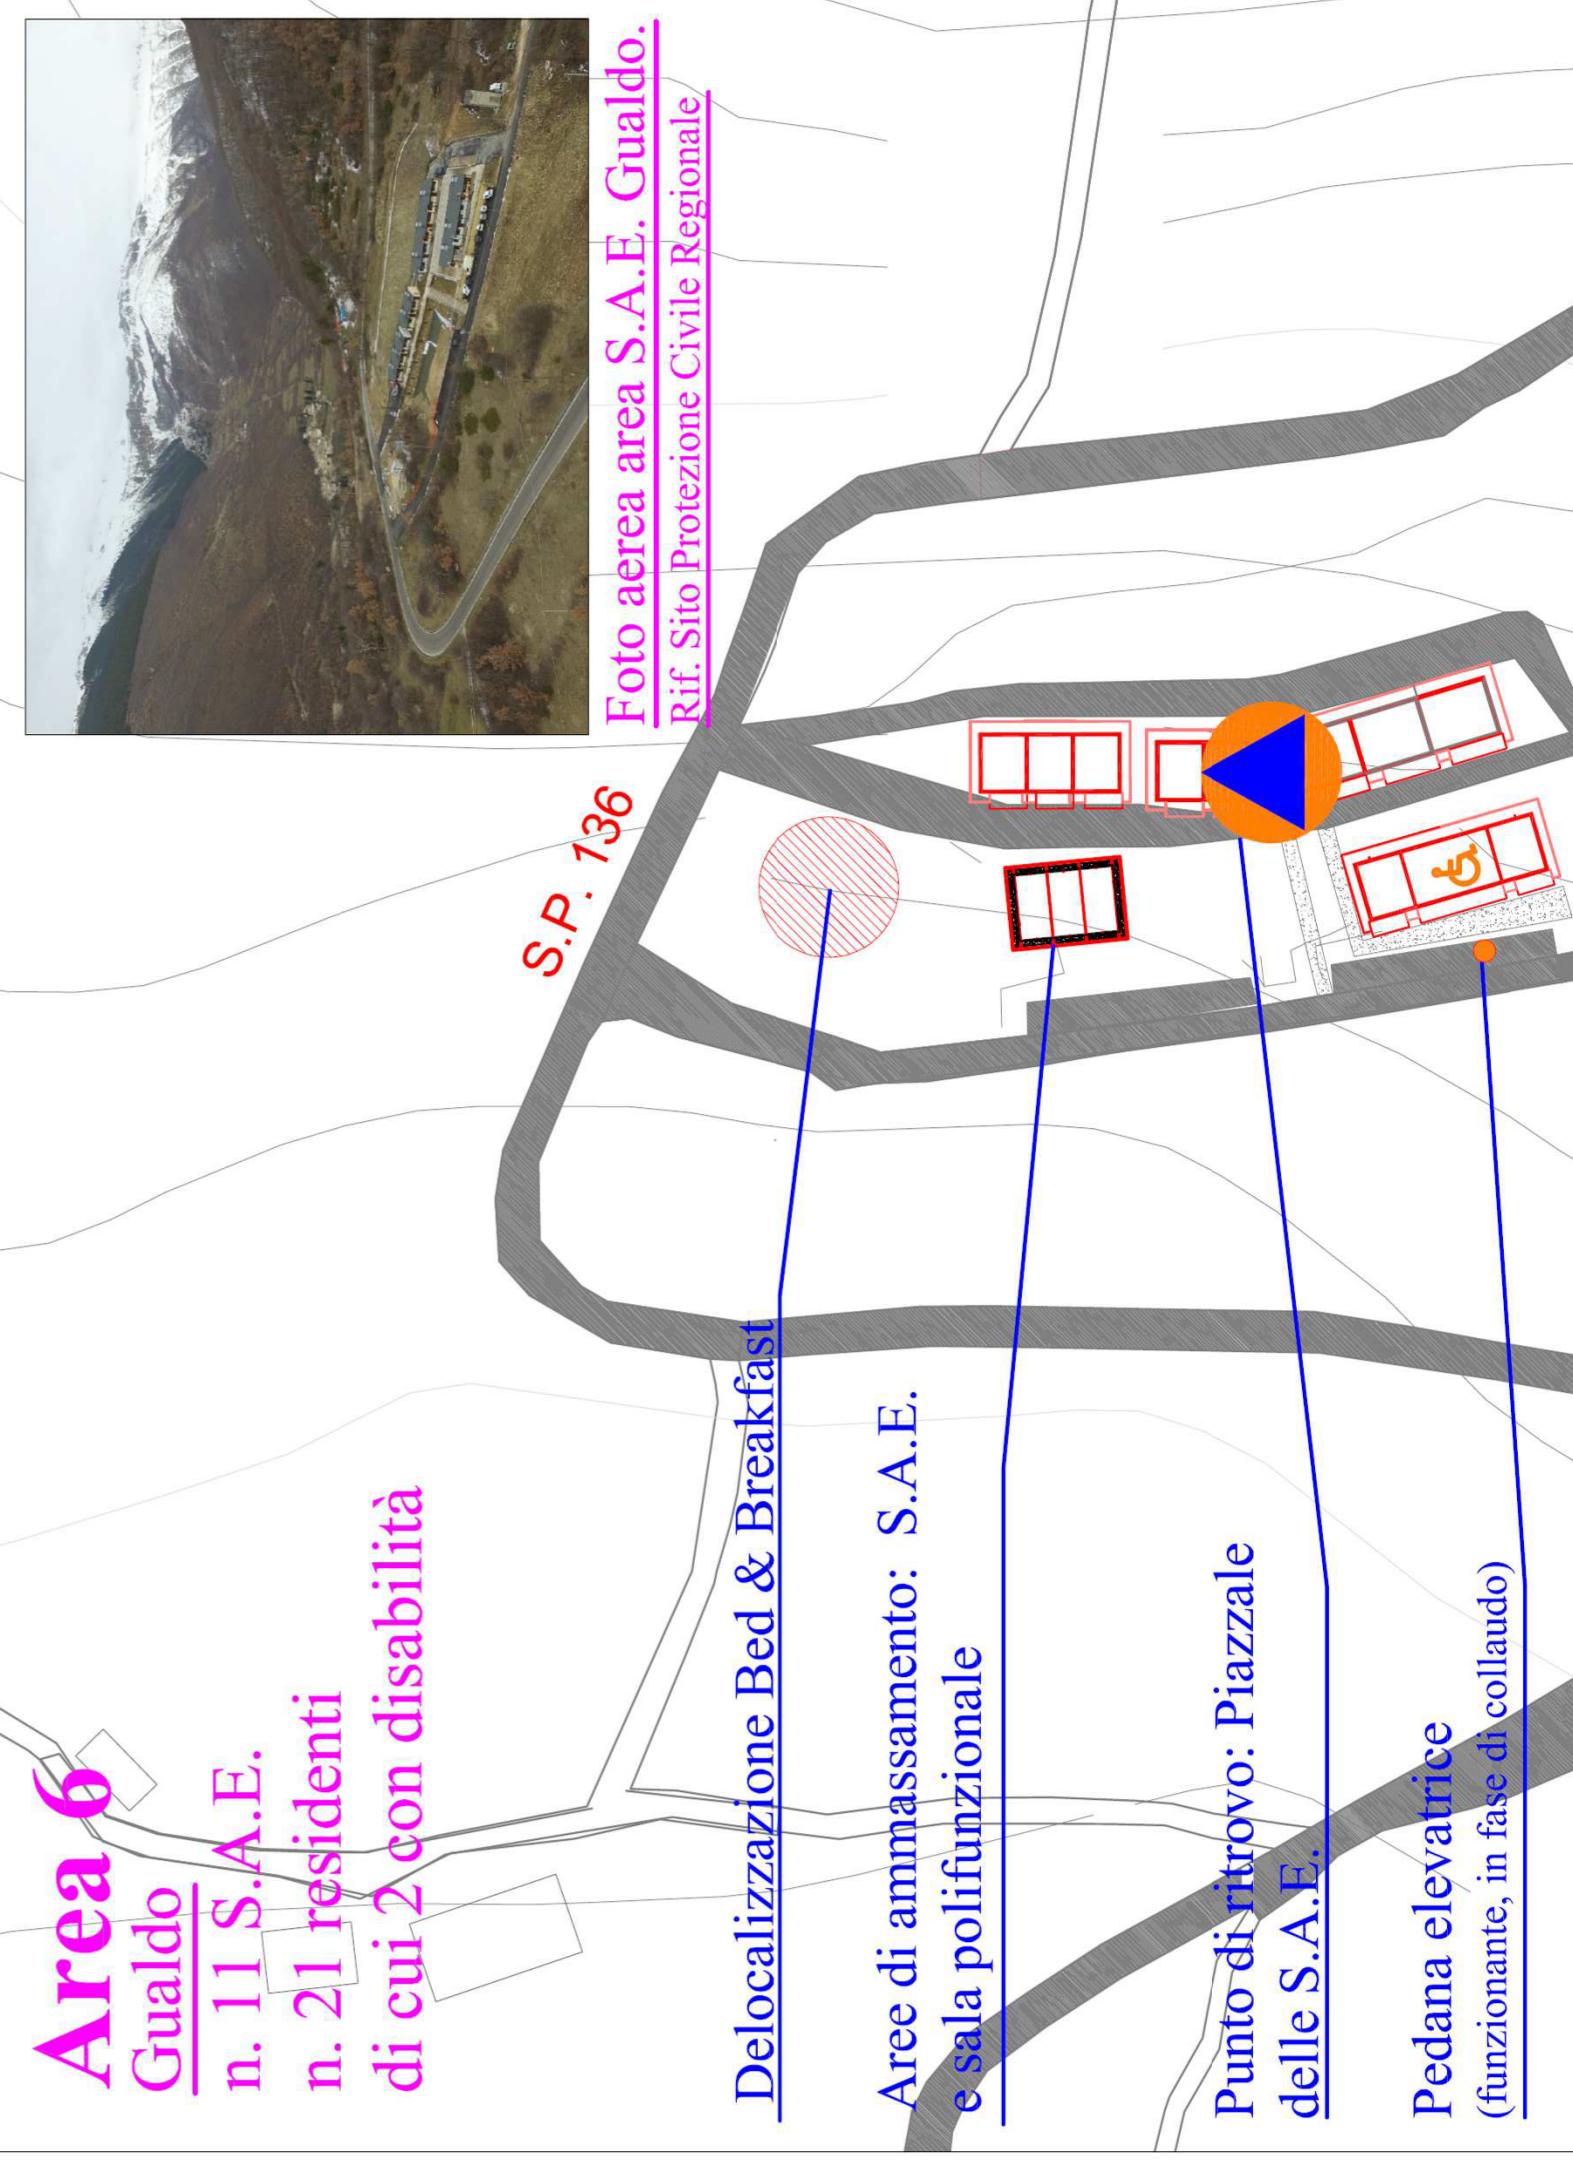 Area 6
Gualdo
n. 11 S.A.E.
n. 21 residenti
di cui 2 con disabilità
Foto aerea area S.A.E. Gualdo.
Rif. Sito Protezione Civile Regionale
S.P. 136
Delocalizzazione Bed & Breakfast
Aree di ammassamento: S.A.E.
e sala polifunzionale
Punto di ritrovo: Piazzale
delle S.A.E.
Pedana elevatrice
(funzionante, in fase di collaudo)